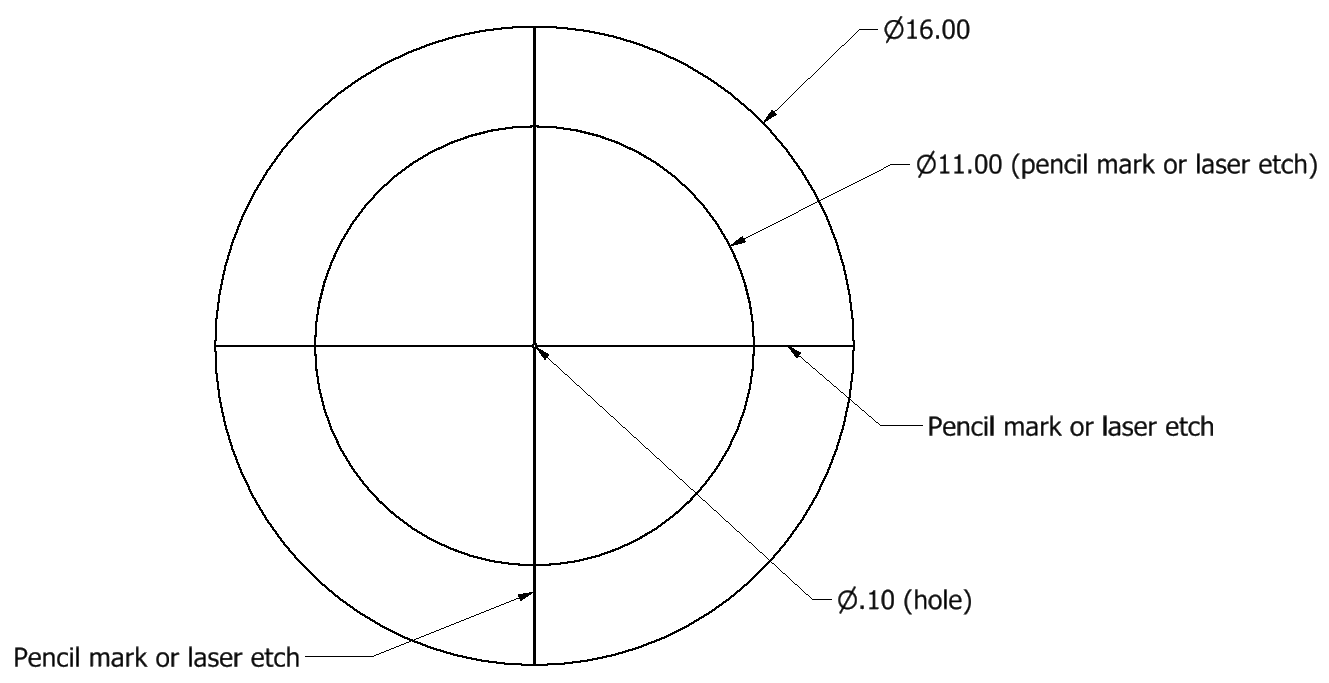 Ø16.00
Ø11.00 (pencil mark or laser etch)
Pencil mark or laser etch
Ø.10 (hole)
Pencil mark or laser etch